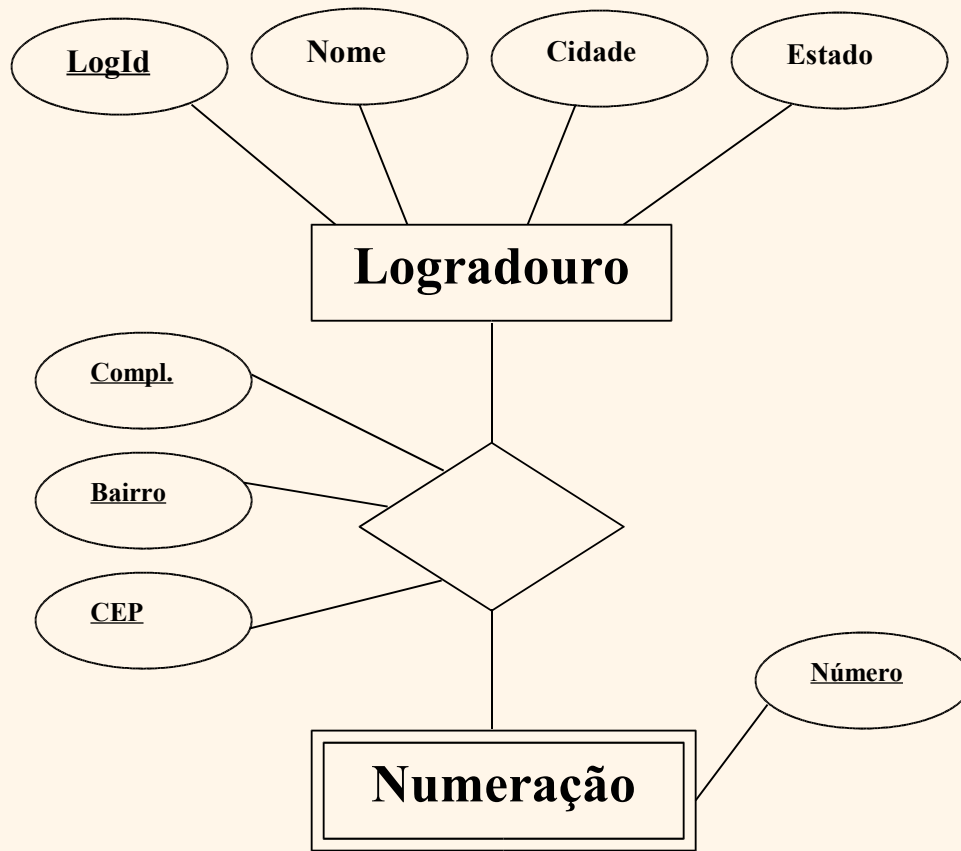 LogId
Nome
Cidade
Estado
Logradouro
Compl.
Bairro
CEP
Número
Numeração